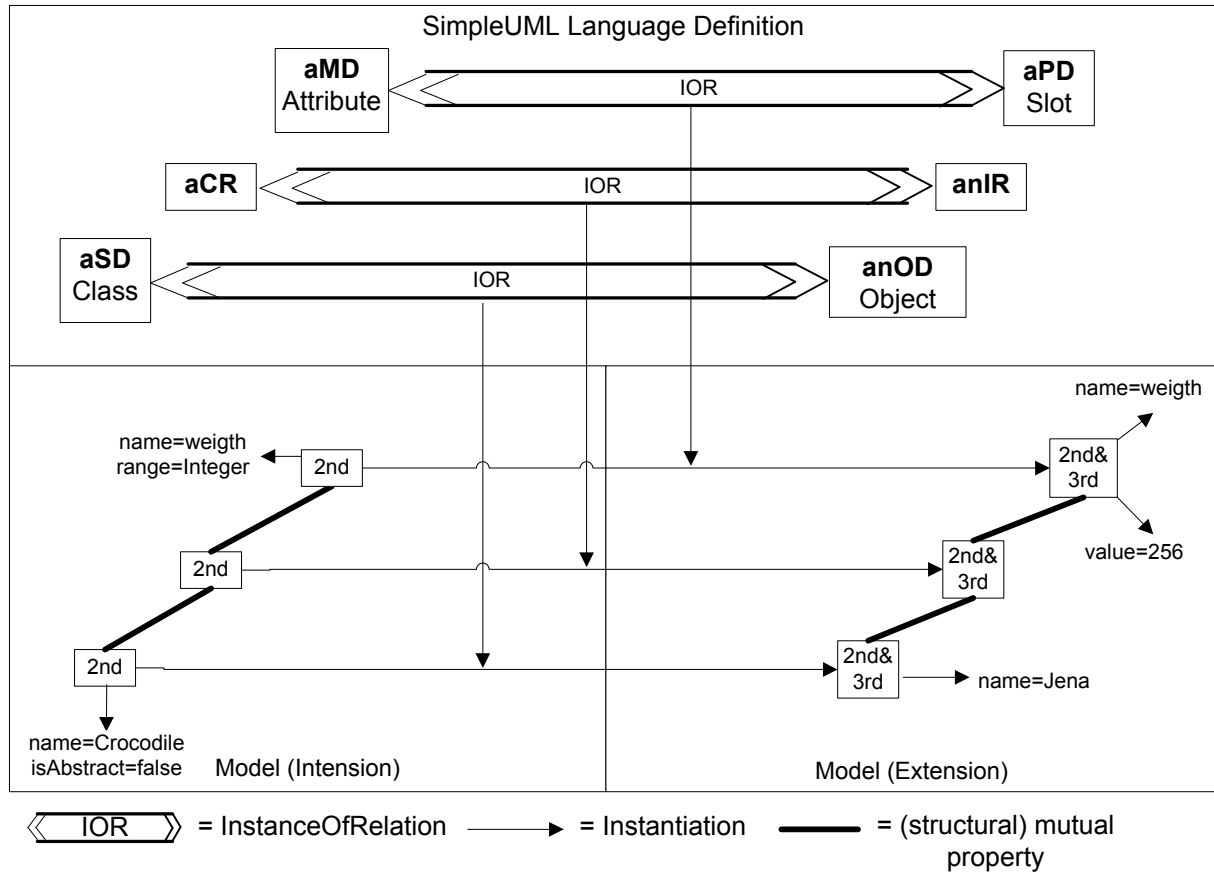 SimpleUML Language Definition
aMD
Attribute
IOR
aPD
Slot
aCR
IOR
anIR
aSD
Class
IOR
anOD
Object
name=weigth
range=Integer
2nd
2nd
2nd
name=Crocodile
isAbstract=false
Model (Intension)
name=weigth
2nd&
3rd
value=256
2nd&
3rd
2nd&
3rd
name=Jena
Model (Extension)
IOR = InstanceOfRelation = Instantiation = (structural) mutual
property